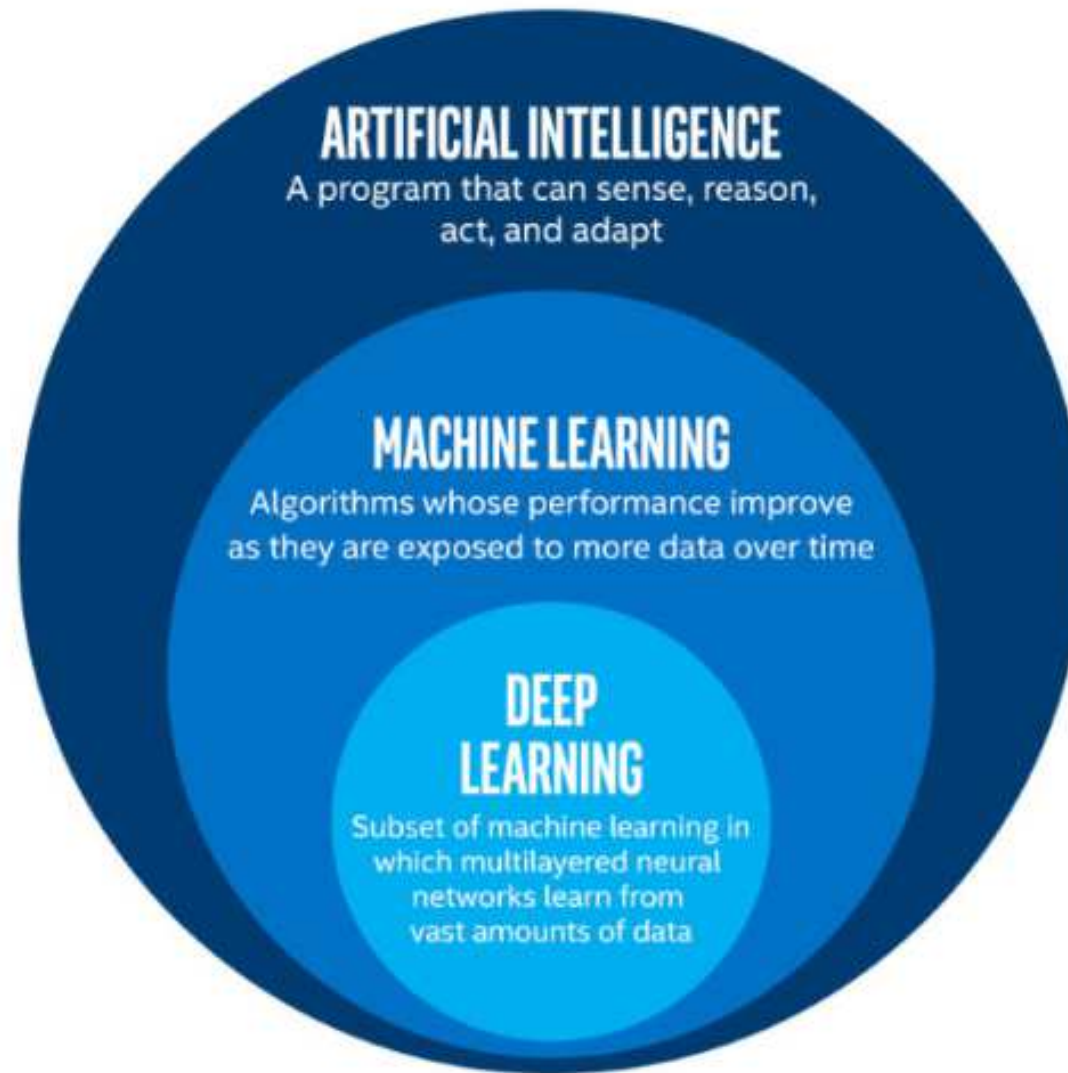 ARTIFICIAL INTELLIGENCE
A program that can sense, reason,
act, and adapt
MACHINE LEARNING
Algorithms whose performance improve
as they are exposed to more data over time
DEEP
LEARNING
Subset of machine learning in
which multilayered neural
networks learn from
vast amounts of data